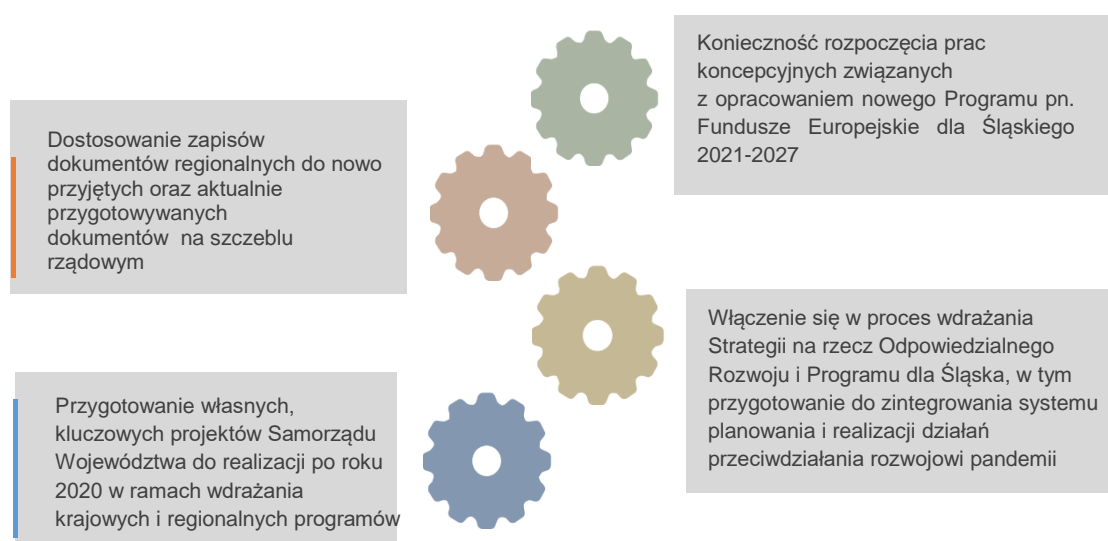 Konieczność rozpoczęcia prac
koncepcyjnych związanych
z opracowaniem nowego Programu pn.
Fundusze Europejskie dla Śląskiego
2021-2027
Dostosowanie zapisów
dokumentów regionalnych do nowo
przyjętych oraz aktualnie
przygotowywanych
dokumentów na szczeblu
rządowym
Włączenie się w proces wdrażania
Strategii na rzecz Odpowiedzialnego
Rozwoju i Programu dla Śląska, w tym
przygotowanie do zintegrowania systemu
planowania i realizacji działań
przeciwdziałania rozwojowi pandemii
Przygotowanie własnych,
kluczowych projektów Samorządu
Województwa do realizacji po roku
2020 w ramach wdrażania
krajowych i regionalnych programów